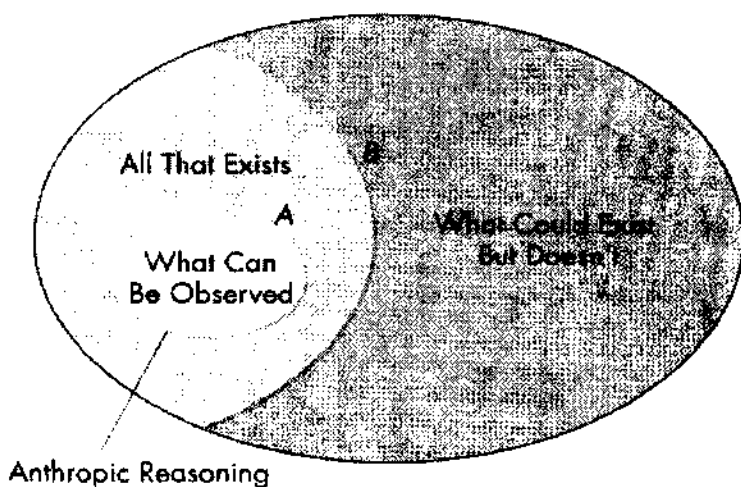 All That Exists
B
A
What Could Exist
But Doesn't
What Can
Be Observed
Anthropic Reasoning